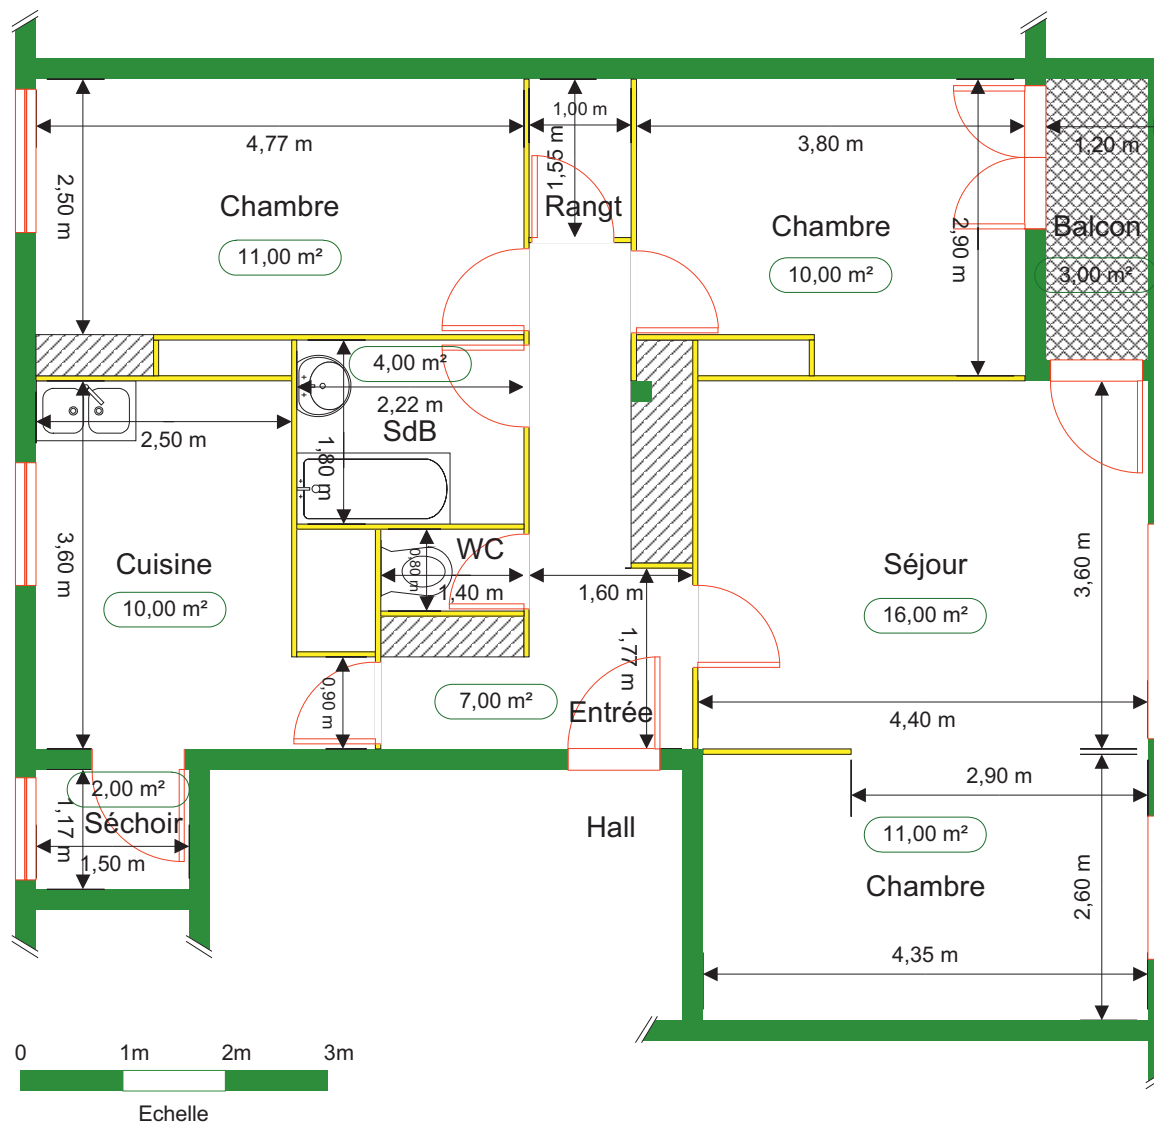 1,00 m
4,77 m
3,80 m
1,20 m
2,50 m
1,55 m
Chambre
Rangt
Chambre
Balcon
2,90 m
11,00 m²
10,00 m²
3,00 m²
4,00 m²
2,22 m
SdB
2,50 m
1,80 m
3,60 m
WC
Cuisine
0,80 m
Séjour
3,60 m
1,40 m
1,60 m
10,00 m²
16,00 m²
1,77 m
0,90 m
7,00 m²
Entrée
4,40 m
2,90 m
2,00 m²
1,17 m
Séchoir
Hall
11,00 m²
1,50 m
Chambre
2,60 m
4,35 m
0 1m 2m 3m
Echelle